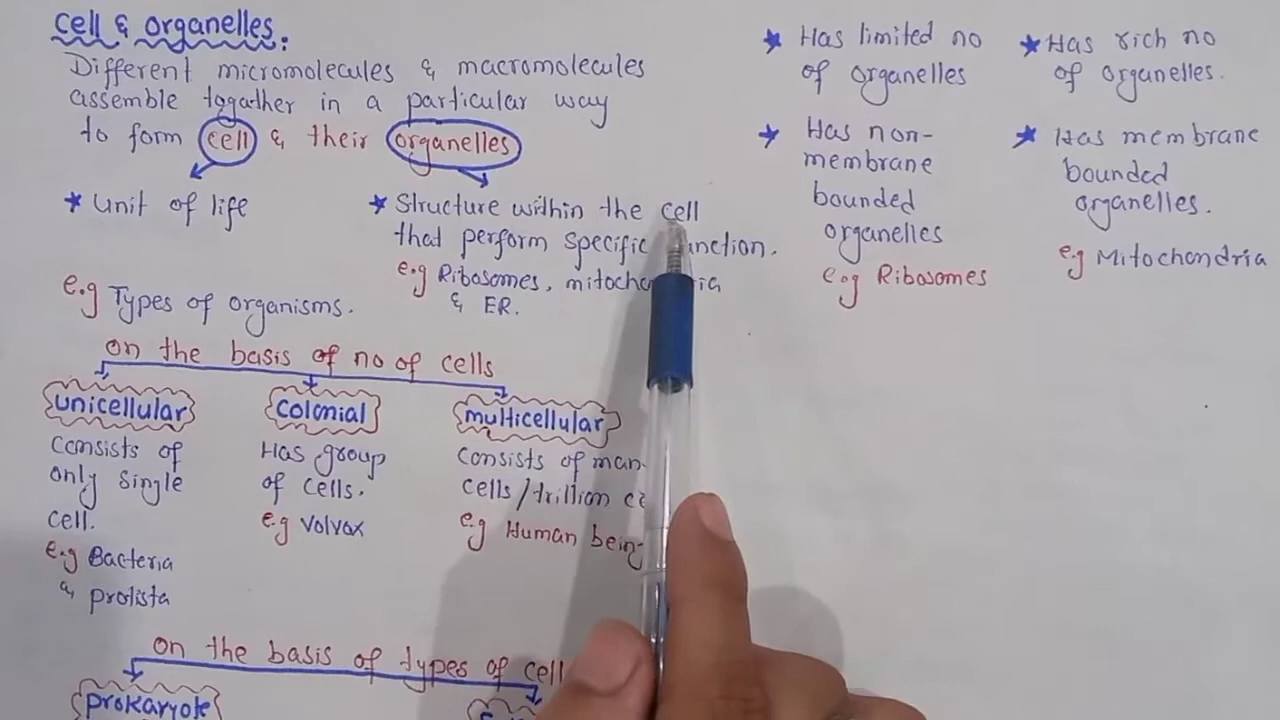 Cell & organelles.
Different micromolecules & macromolecules
assemble togather in a particular way
to form cell & their organelles
* Unit of life
* Structure within the cell
that perform specific
e.g Ribosomes,
& ER.
e.g Types of organisms.
on the basis of no of cells
unicellular
Consists of
only single
cell.
e.g Bacteria
& protista
Colonial
Has group
of cells.
e.g Volvox
multicellular
Consists of
cells/trillion
e.g Human
on the basis of types of cell
prokaryote
* Has limited no
of organelles
* Has non-
membrane
bounded
organelles
e.g Ribosomes
* Has rich no
of organelles.
* Has membrane
bounded
organelles.
e.g Mitochondria